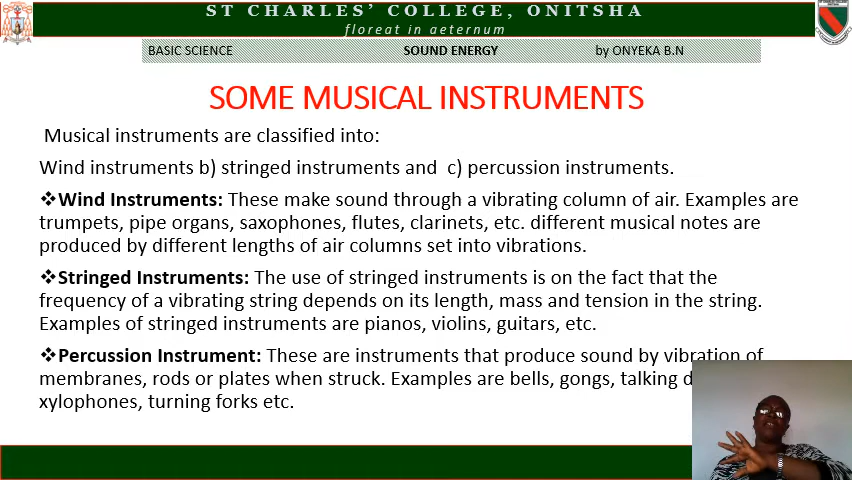 ST CHARLES' COLLEGE, ONITSHA
floreat in aeternum
BASIC SCIENCE SOUND ENERGY by ONYEKA B.N
SOME MUSICAL INSTRUMENTS
Musical instruments are classified into:
Wind instruments b) stringed instruments and c) percussion instruments.
❖Wind Instruments: These make sound through a vibrating column of air. Examples are
trumpets, pipe organs, saxophones, flutes, clarinets, etc. different musical notes are
produced by different lengths of air columns set into vibrations.
❖Stringed Instruments: The use of stringed instruments is on the fact that the
frequency of a vibrating string depends on its length, mass and tension in the string.
Examples of stringed instruments are pianos, violins, guitars, etc.
❖Percussion Instrument: These are instruments that produce sound by vibration of
membranes, rods or plates when struck. Examples are bells, gongs, talking
xylophones, turning forks etc.